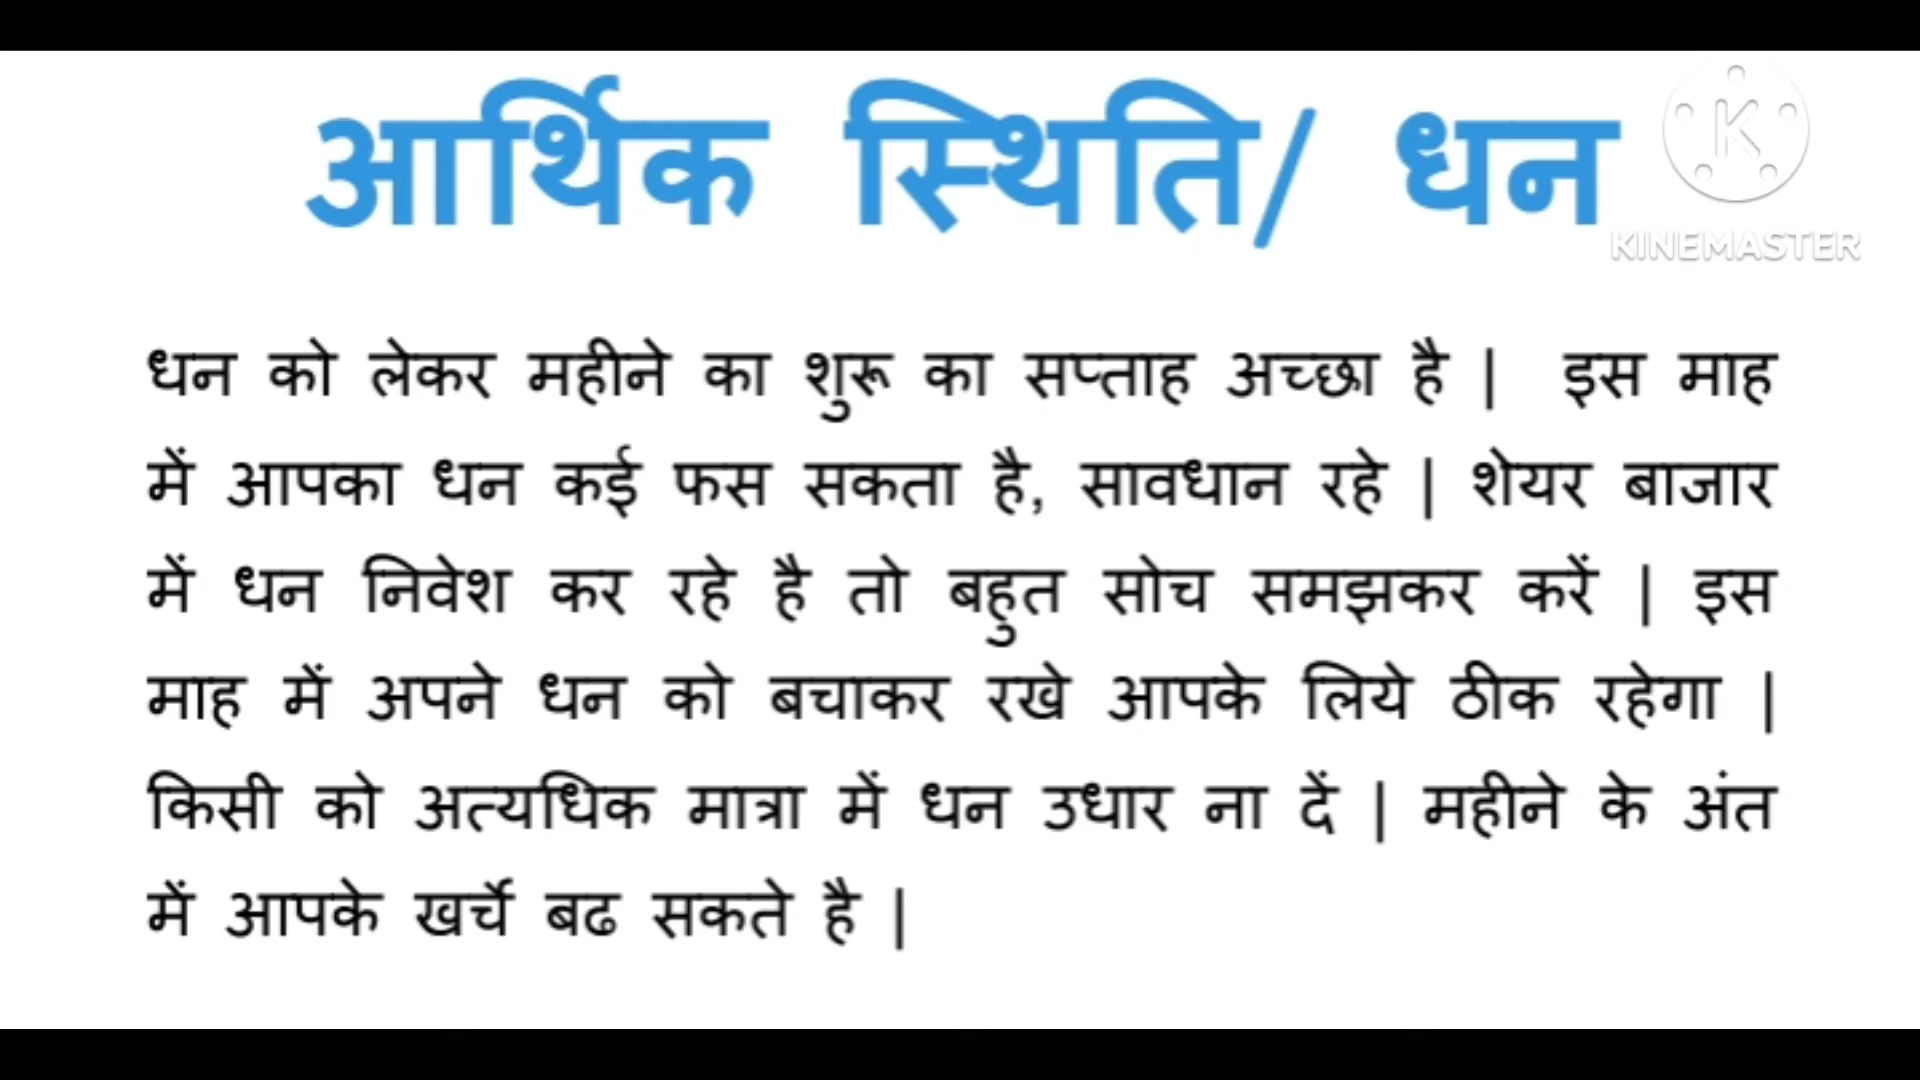 आर्थिक स्थिति/ धन
KINEMASTER
धन को लेकर महीने का शुरू का सप्ताह अच्छा है | इस माह
में आपका धन कई फस सकता है, सावधान रहे | शेयर बाजार
में धन निवेश कर रहे है तो बहुत सोच समझकर करें | इस
माह में अपने धन को बचाकर रखे आपके लिये ठीक रहेगा |
किसी को अत्यधिक मात्रा में धन उधार ना दें | महीने के अंत
में आपके खर्चे बढ सकते है |